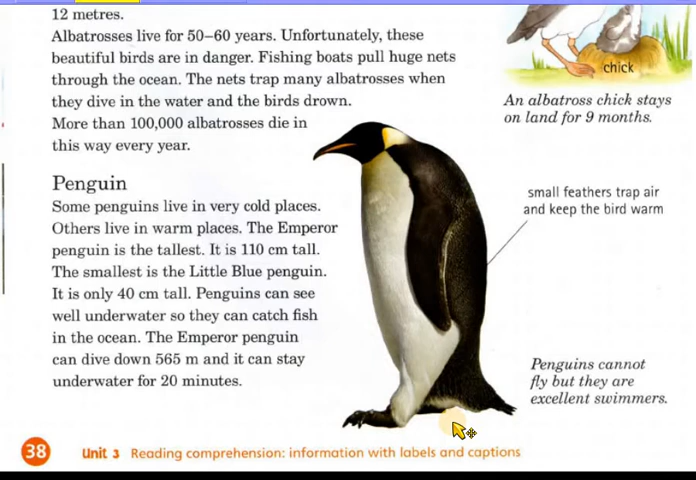 12 metres.
Albatrosses live for 50–60 years. Unfortunately, these
beautiful birds are in danger. Fishing boats pull huge nets
through the ocean. The nets trap many albatrosses when
they dive in the water and the birds drown.
More than 100,000 albatrosses die in
this way every year.
chick
An albatross chick stays
on land for 9 months.
Penguin
Some penguins live in very cold places.
Others live in warm places. The Emperor
penguin is the tallest. It is 110 cm tall.
The smallest is the Little Blue penguin.
It is only 40 cm tall. Penguins can see
well underwater so they can catch fish
in the ocean. The Emperor penguin
can dive down 565 m and it can stay
underwater for 20 minutes.
small feathers trap air
and keep the bird warm
Penguins cannot
fly but they are
excellent swimmers.
38 Unit 3 Reading comprehension: information with labels and captions